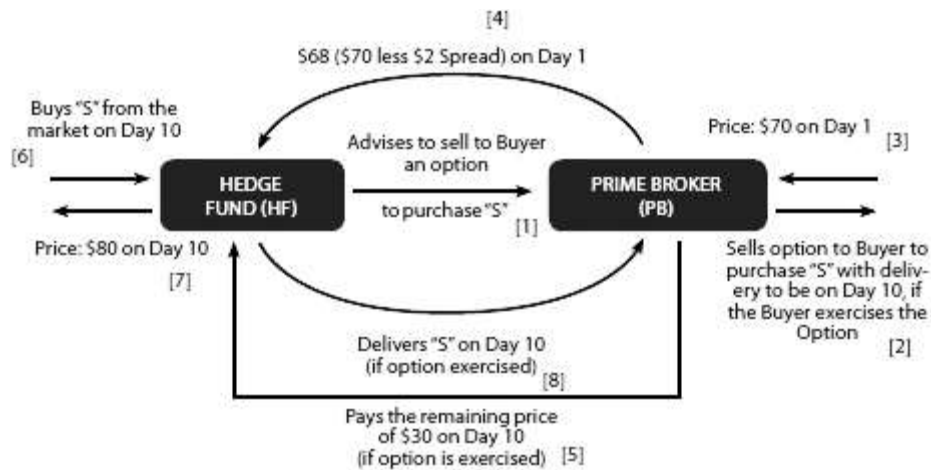 [4]
$68 ($70 less $2 Spread) on Day 1
Buys "S" from the
market on Day 10
[6]
Advises to sell to Buyer
an option
Price: $70 on Day 1
[3]
HEDGE
FUND (HF)
PRIME BROKER
(PB)
to purchase "S"
[1]
Price: $80 on Day 10
[7]
Sells option to Buyer to
purchase "S" with deliv-
ery to be on Day 10, if
the Buyer exercises the
Option
[2]
Delivers "S" on Day 10
(if option exercised)
[8]
Pays the remaining price
of $30 on Day 10
(if option is exercised) [5]